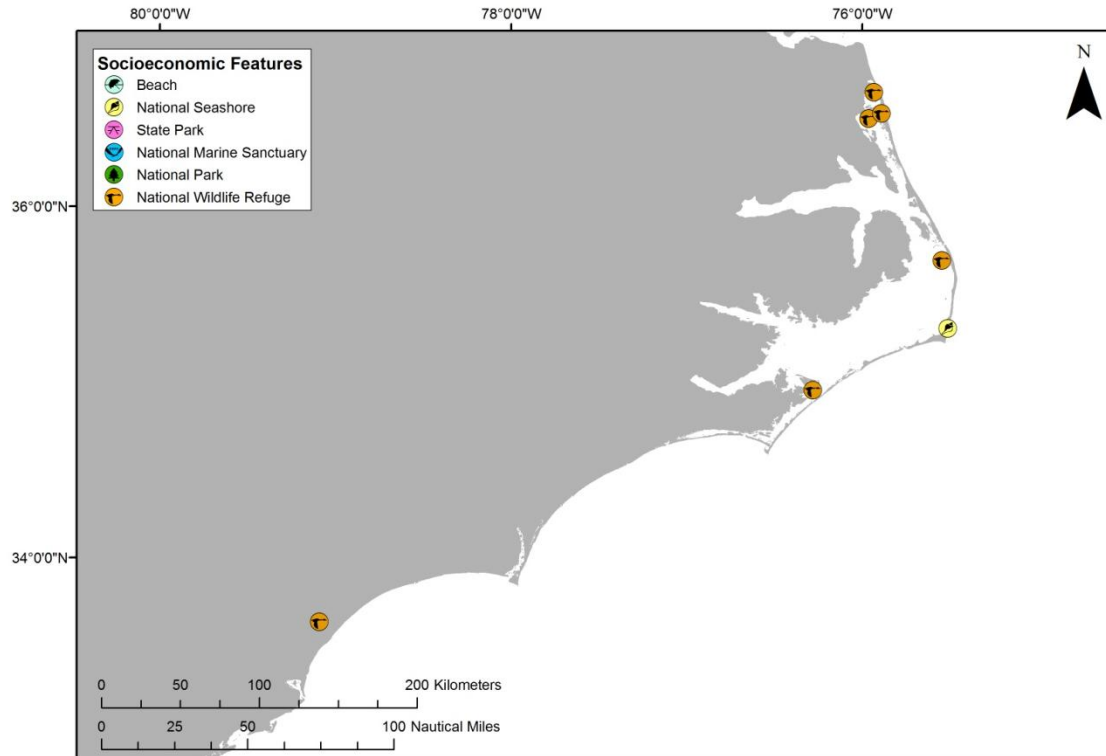 80°0'0"W 78°0'0"W 76°0'0"W
N
Socioeconomic Features
Beach
National Seashore
State Park
National Marine Sanctuary
National Park
National Wildlife Refuge
36°0'0"N
34°0'0"N
0 50 100 200 Kilometers
0 25 50 100 Nautical Miles